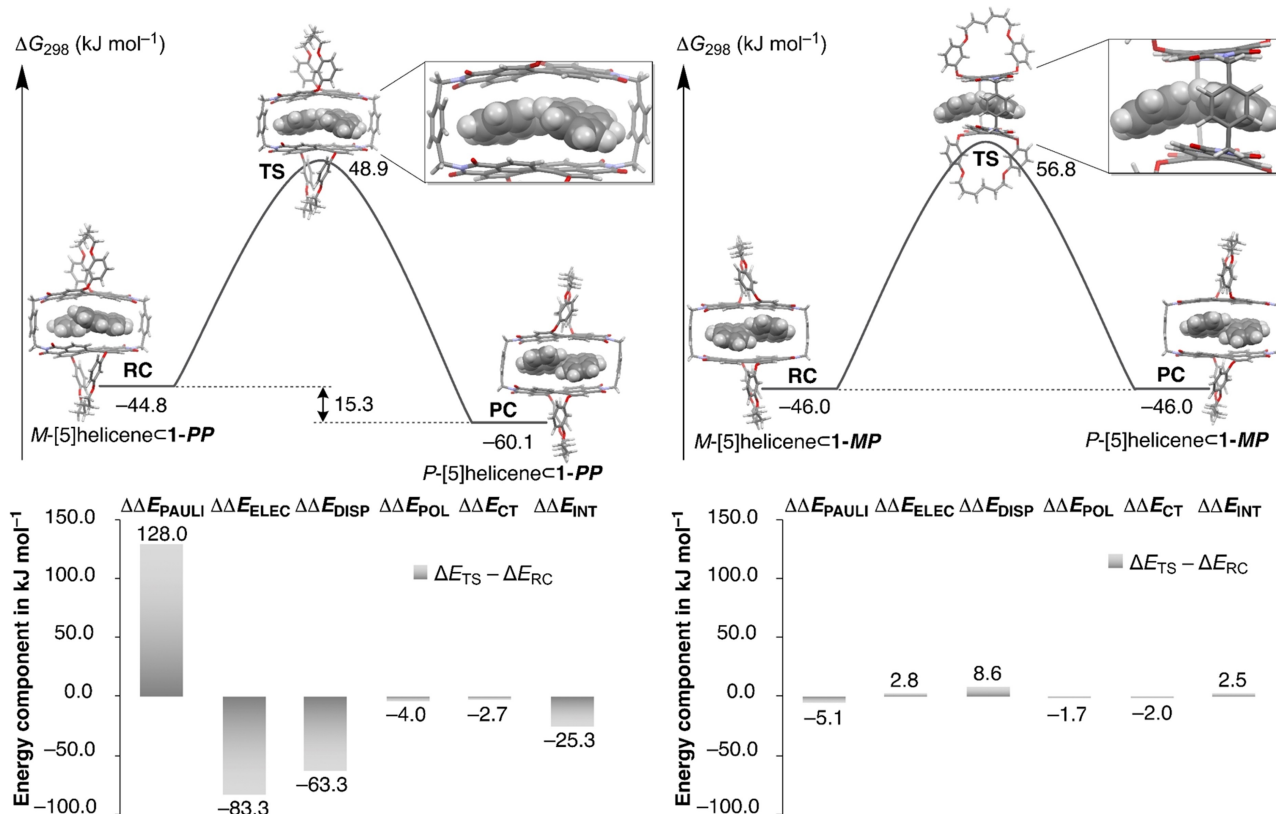 ΔG298 (kJ mol⁻¹)
TS
48.9
RC
−44.8
15.3
PC
−60.1
M-[5]helicene⊂1-PP
P-[5]helicene⊂1-PP
ΔG298 (kJ mol⁻¹)
TS
56.8
RC
−46.0
PC
−46.0
M-[5]helicene⊂1-MP
P-[5]helicene⊂1-MP
ΔΔEPAULI ΔΔEELEC ΔΔEDISP ΔΔEPOL ΔΔECT ΔΔEINT
Energy component in kJ mol⁻¹
150.0
100.0
50.0
0.0
−50.0
−100.0
128.0
−83.3
−63.3
−4.0
−2.7
−25.3
ΔETS − ΔERC
ΔΔEPAULI ΔΔEELEC ΔΔEDISP ΔΔEPOL ΔΔECT ΔΔEINT
Energy component in kJ mol⁻¹
150.0
100.0
50.0
0.0
−50.0
−100.0
−5.1
2.8
8.6
−1.7
−2.0
2.5
ΔETS − ΔERC